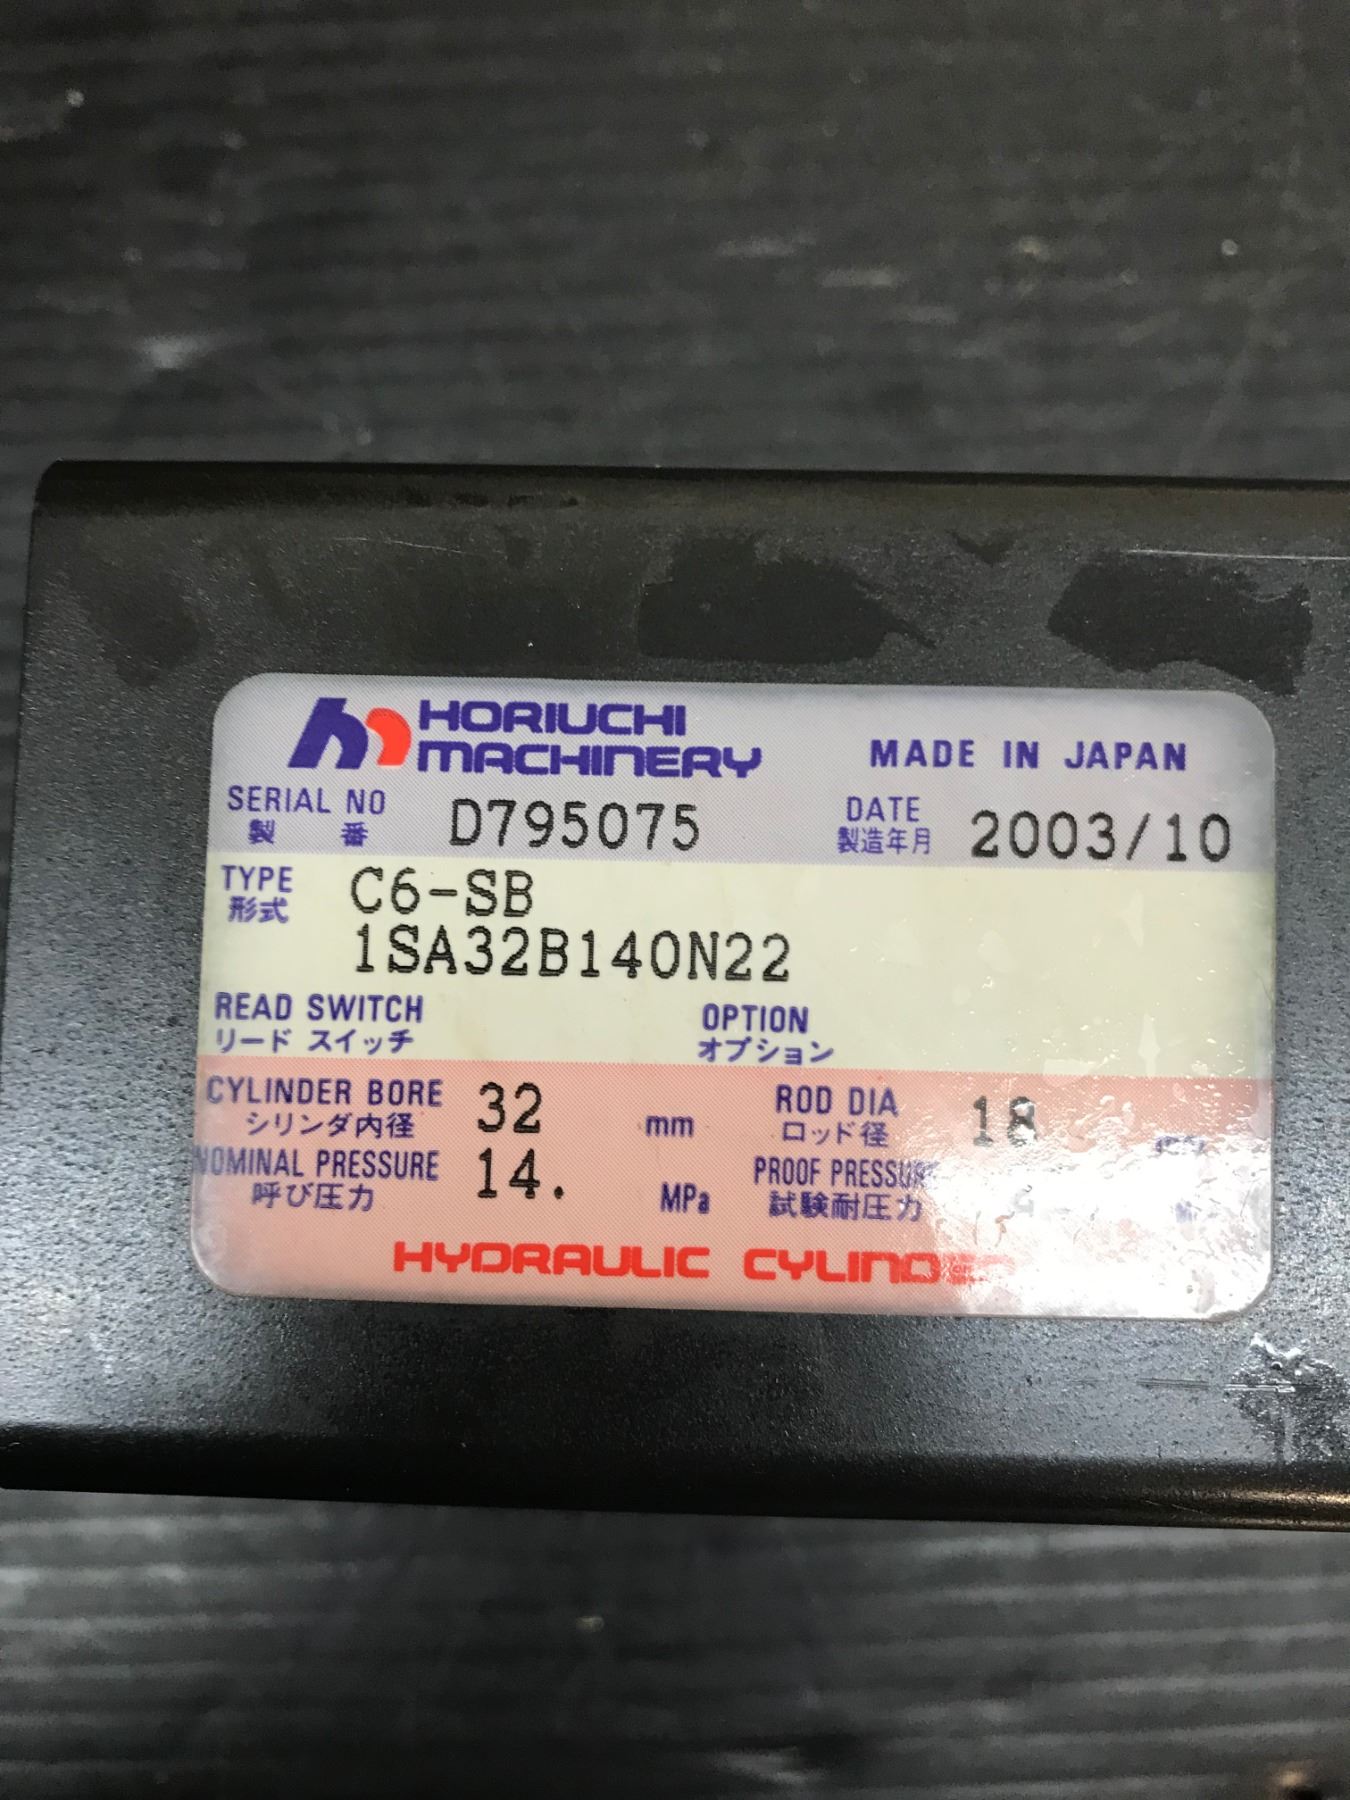 HORIUCHI
MACHINERY
MADE IN JAPAN
SERIAL NO D795075 DATE 2003/10
製 番 製造年月
TYPE C6-SB
形式 1SA32B140N22
READ SWITCH OPTION
リード スイッチ オプション
CYLINDER BORE 32 mm ROD DIA 18
シリンダ内径 ロッド径
NOMINAL PRESSURE 14. MPa PROOF PRESSURE
呼び圧力 試験耐圧力
HYDRAULIC CYLINDER